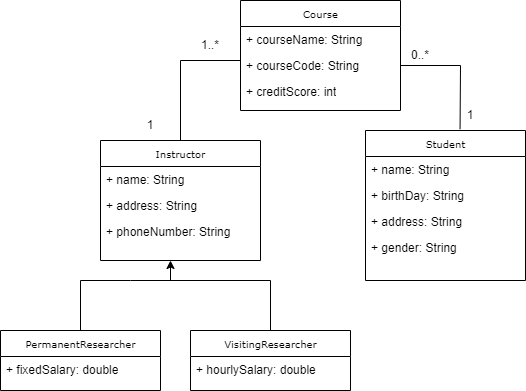 Course
+ courseName: String
+ courseCode: String
+ creditScore: int
1..*
0..*
1
1
Instructor
+ name: String
+ address: String
+ phoneNumber: String
Student
+ name: String
+ birthDay: String
+ address: String
+ gender: String
PermanentResearcher
+ fixedSalary: double
VisitingResearcher
+ hourlySalary: double